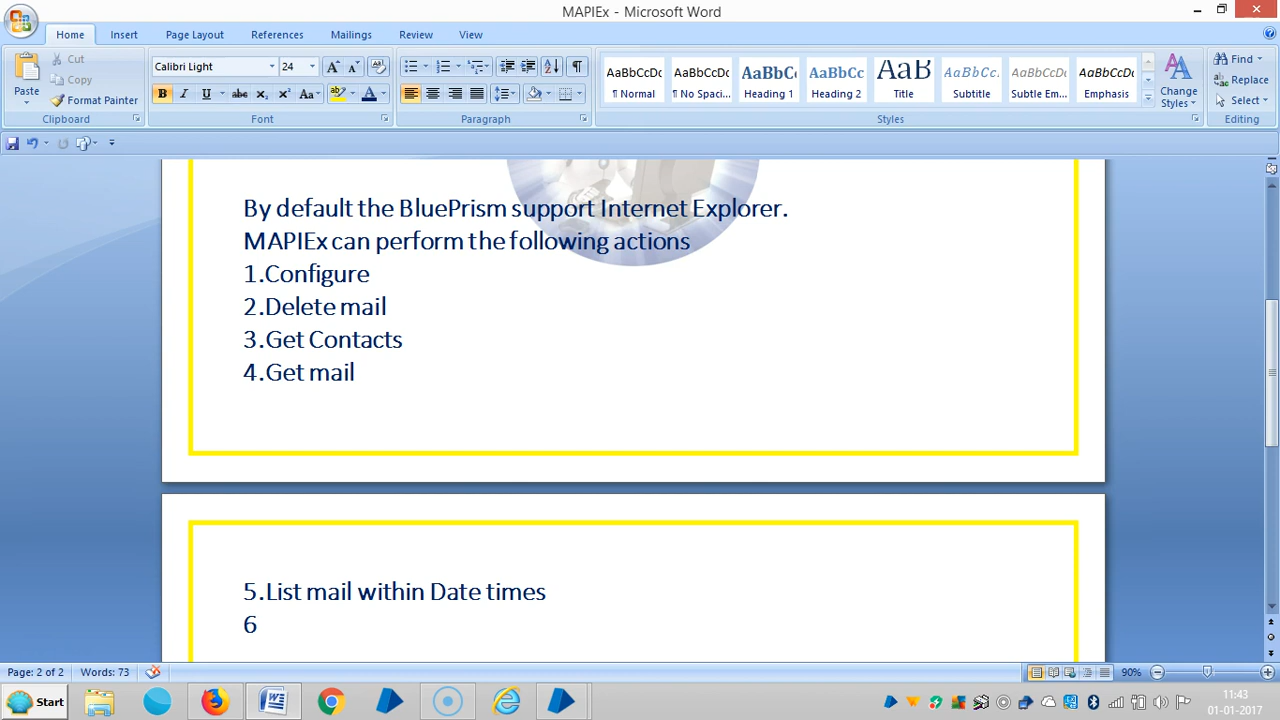 MAPIEx - Microsoft Word
Home Insert Page Layout References Mailings Review View
Paste
Cut
Copy
Format Painter
Clipboard
Calibri Light 24
B I U abc X₂ X² Aa
Font
Paragraph
AaBbCcDc AaBbCcDc AaBbC AaBbCc AaB AaBbCc. AaBbCcDc AaBbCcDc
¶ Normal ¶ No Spaci... Heading 1 Heading 2 Title Subtitle Subtle Em... Emphasis
Change Styles
Styles
Find
Replace
Select
Editing
By default the BluePrism support Internet Explorer.
MAPIEx can perform the following actions
1.Configure
2.Delete mail
3.Get Contacts
4.Get mail
5.List mail within Date times
6
Page: 2 of 2 Words: 73 90%
Start
11:43
01-01-2017